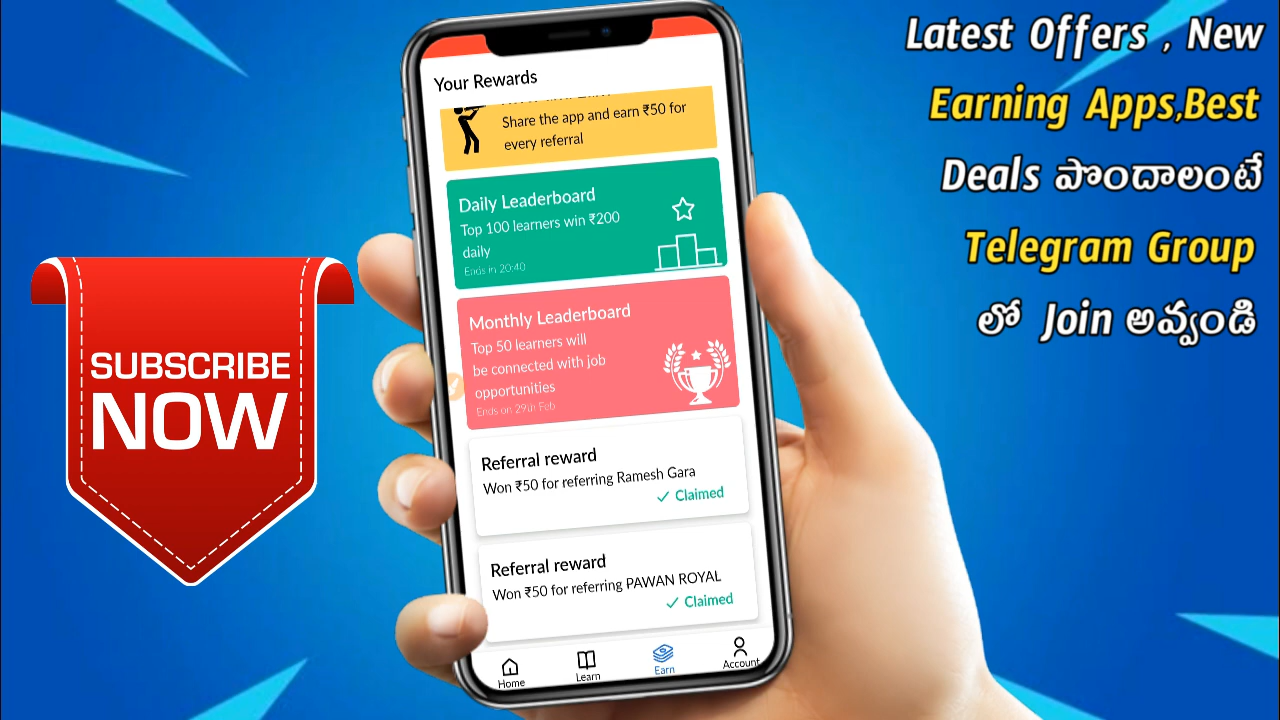 Latest Offers , New
Earning Apps,Best
Deals పొందాలంటే
Telegram Group
లో Join అవ్వండి
SUBSCRIBE
NOW
Your Rewards
Share the app and earn ₹50 for
every referral
Daily Leaderboard
Top 100 learners win ₹200
daily
Ends in 20:40
Monthly Leaderboard
Top 50 learners will
be connected with job
opportunities
Ends on 29th Feb
Referral reward
Won ₹50 for referring Ramesh Gara
✓ Claimed
Referral reward
Won ₹50 for referring PAWAN ROYAL
✓ Claimed
Home Learn Earn Account